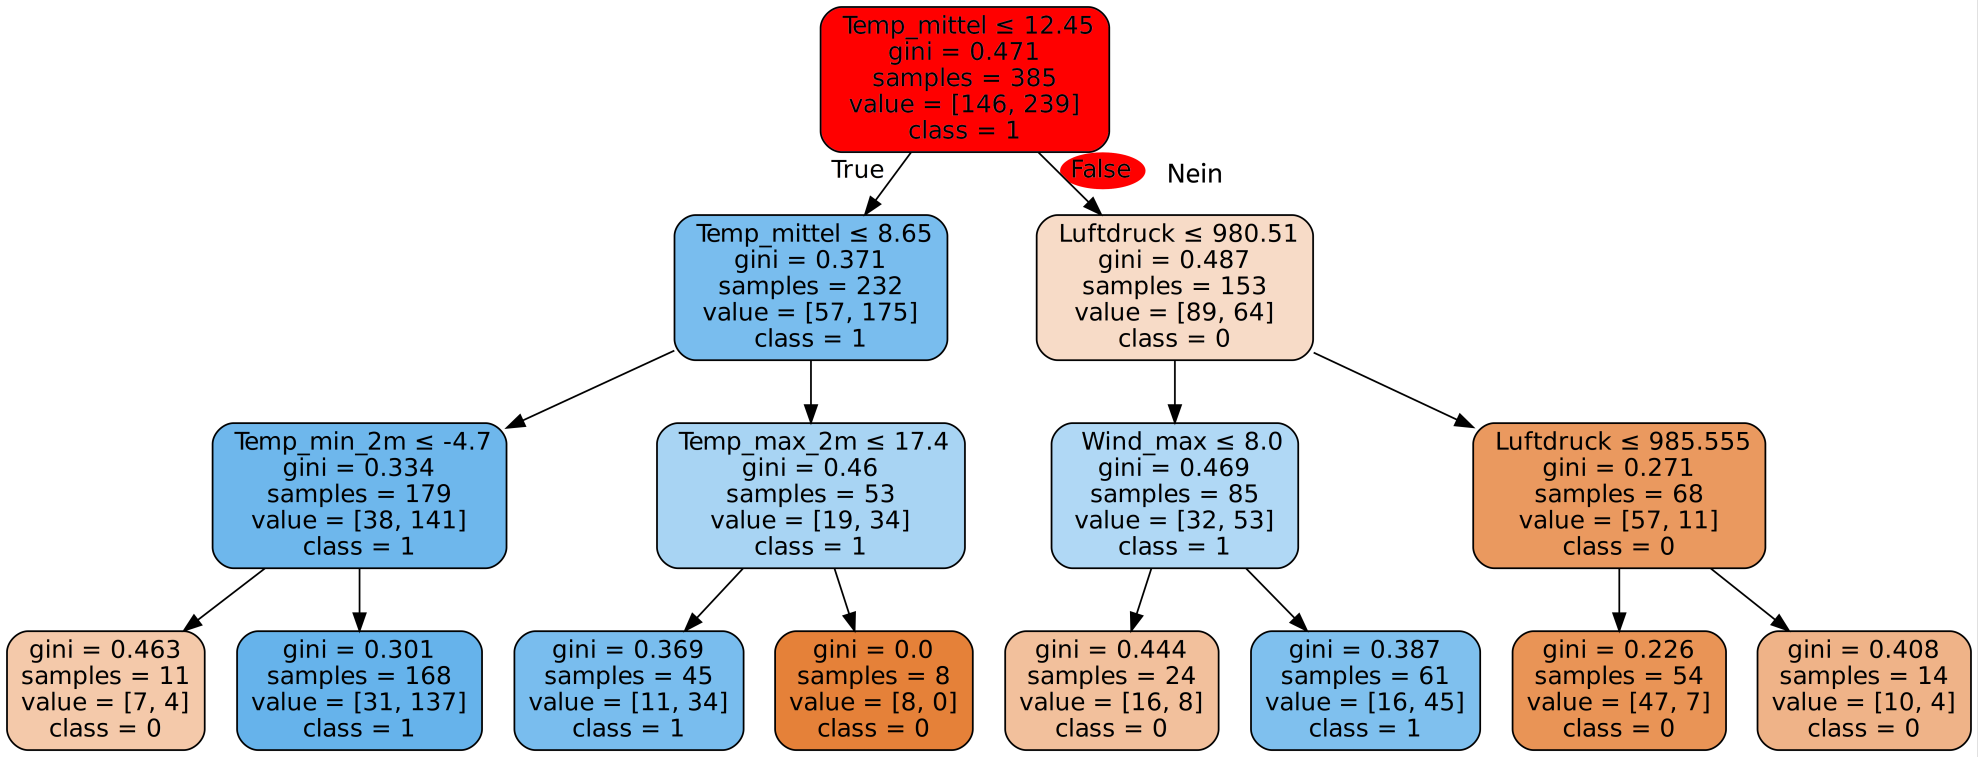 Temp_mittel ≤ 12.45
gini = 0.471
samples = 385
value = [146, 239]
class = 1
True
False
Nein
Temp_mittel ≤ 8.65
gini = 0.371
samples = 232
value = [57, 175]
class = 1
Luftdruck ≤ 980.51
gini = 0.487
samples = 153
value = [89, 64]
class = 0
Temp_min_2m ≤ -4.7
gini = 0.334
samples = 179
value = [38, 141]
class = 1
Temp_max_2m ≤ 17.4
gini = 0.46
samples = 53
value = [19, 34]
class = 1
Wind_max ≤ 8.0
gini = 0.469
samples = 85
value = [32, 53]
class = 1
Luftdruck ≤ 985.555
gini = 0.271
samples = 68
value = [57, 11]
class = 0
gini = 0.463
samples = 11
value = [7, 4]
class = 0
gini = 0.301
samples = 168
value = [31, 137]
class = 1
gini = 0.369
samples = 45
value = [11, 34]
class = 1
gini = 0.0
samples = 8
value = [8, 0]
class = 0
gini = 0.444
samples = 24
value = [16, 8]
class = 0
gini = 0.387
samples = 61
value = [16, 45]
class = 1
gini = 0.226
samples = 54
value = [47, 7]
class = 0
gini = 0.408
samples = 14
value = [10, 4]
class = 0